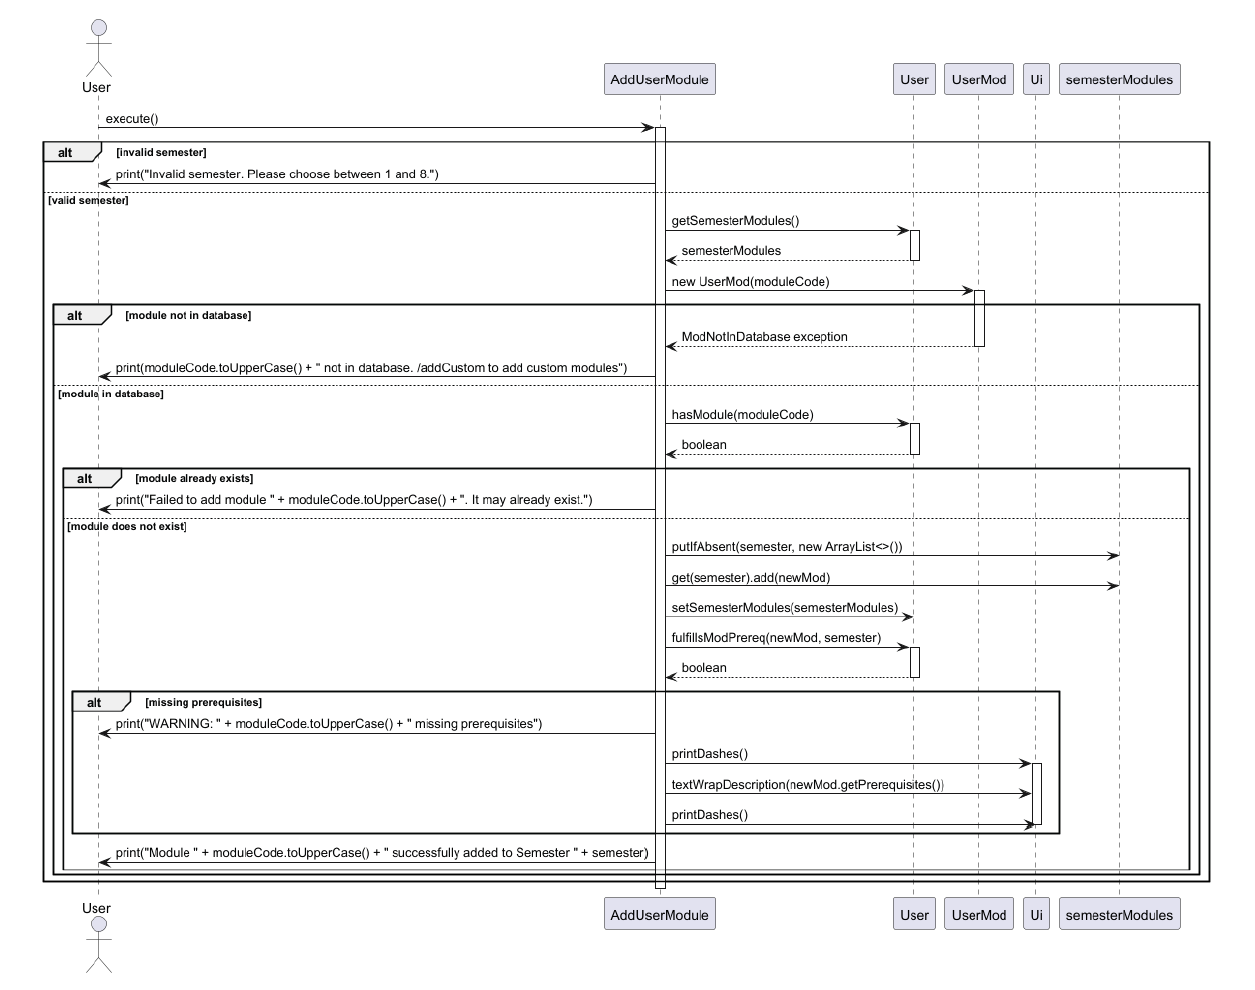 User
AddUserModule
User
UserMod
Ui
semesterModules
execute()
alt
[invalid semester]
print("Invalid semester. Please choose between 1 and 8.")
[valid semester]
getSemesterModules()
semesterModules
new UserMod(moduleCode)
alt
[module not in database]
ModNotInDatabase exception
print(moduleCode.toUpperCase() + " not in database. /addCustom to add custom modules")
[module in database]
hasModule(moduleCode)
boolean
alt
[module already exists]
print("Failed to add module " + moduleCode.toUpperCase() + ". It may already exist.")
[module does not exist]
putIfAbsent(semester, new ArrayList<>())
get(semester).add(newMod)
setSemesterModules(semesterModules)
fulfillsModPrereq(newMod, semester)
boolean
alt
[missing prerequisites]
print("WARNING: " + moduleCode.toUpperCase() + " missing prerequisites")
printDashes()
textWrapDescription(newMod.getPrerequisites())
printDashes()
print("Module " + moduleCode.toUpperCase() + " successfully added to Semester " + semester)
User
AddUserModule
User
UserMod
Ui
semesterModules